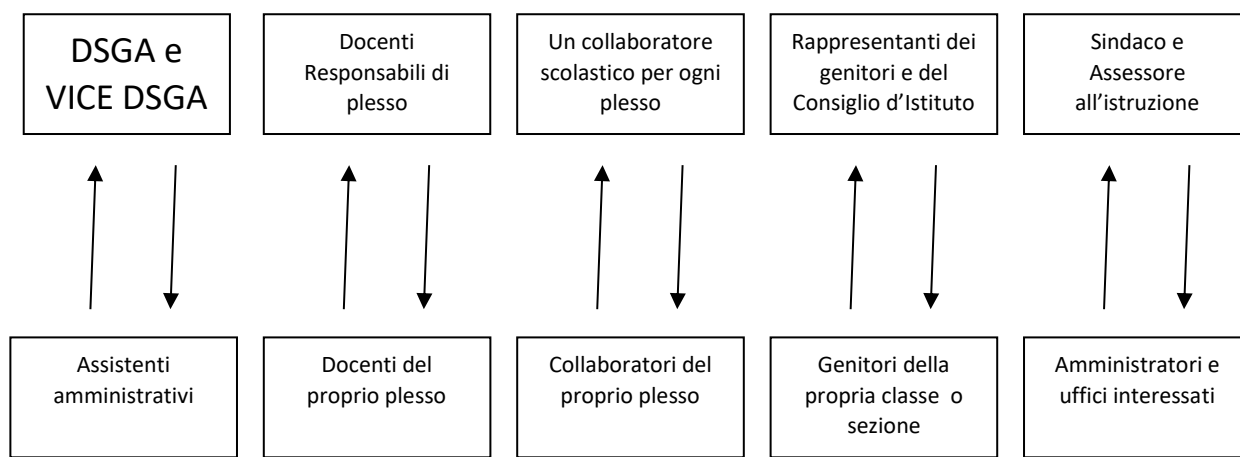 DSGA e
VICE DSGA
Docenti
Responsabili di
plesso
Un collaboratore
scolastico per ogni
plesso
Rappresentanti dei
genitori e del
Consiglio d’Istituto
Sindaco e
Assessore
all’istruzione
Assistenti
amministrativi
Docenti del
proprio plesso
Collaboratori del
proprio plesso
Genitori della
propria classe o
sezione
Amministratori e
uffici interessati